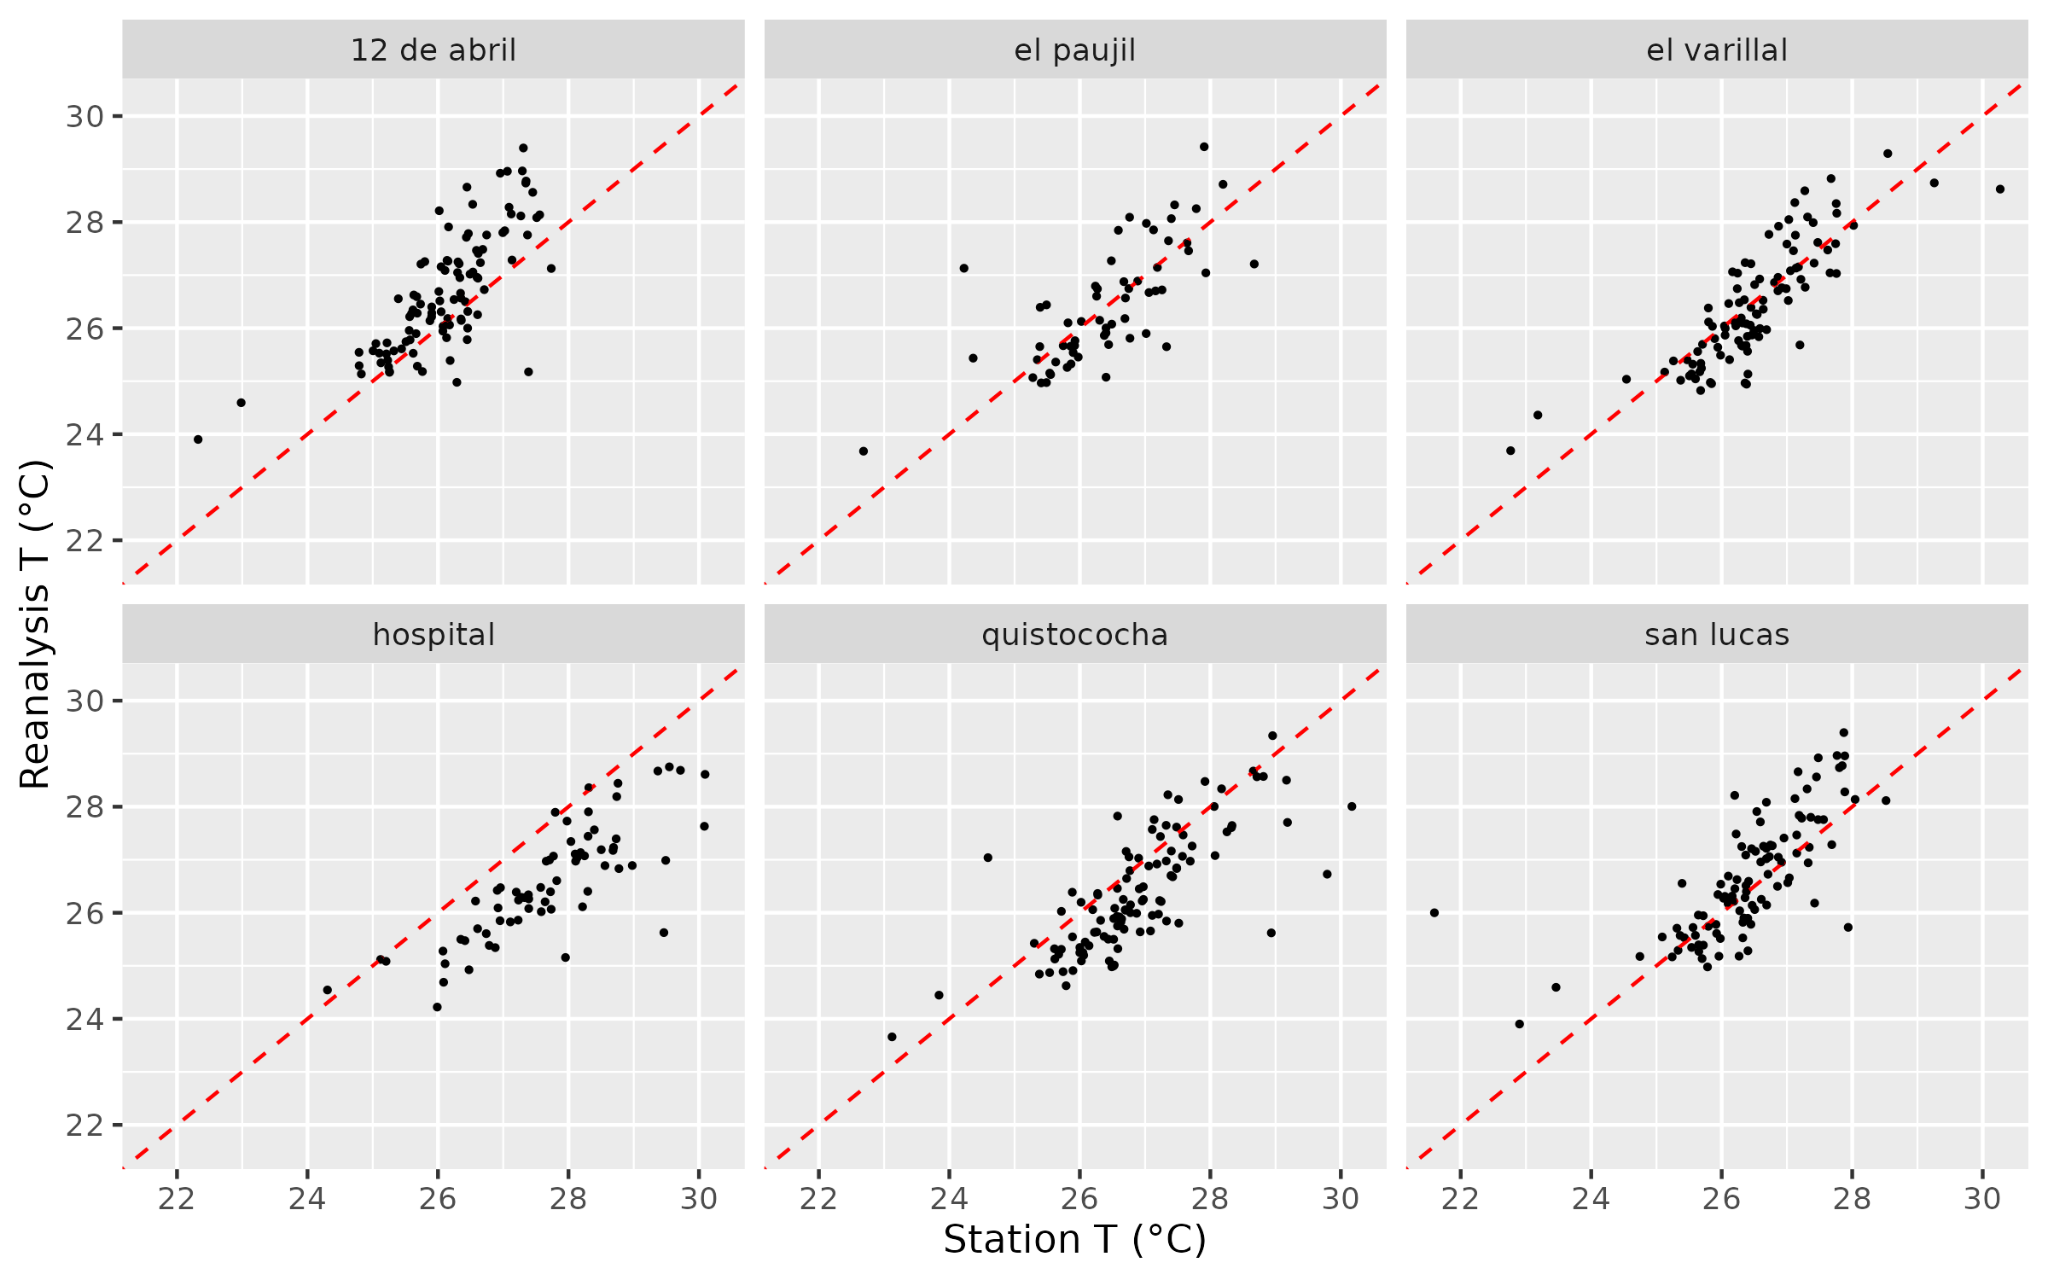 12 de abril
el paujil
el varillal
30
28
26
24
22
hospital
quistococha
san lucas
30
28
26
24
22
22 24 26 28 30
22 24 26 28 30
22 24 26 28 30
Reanalysis T (°C)
Station T (°C)